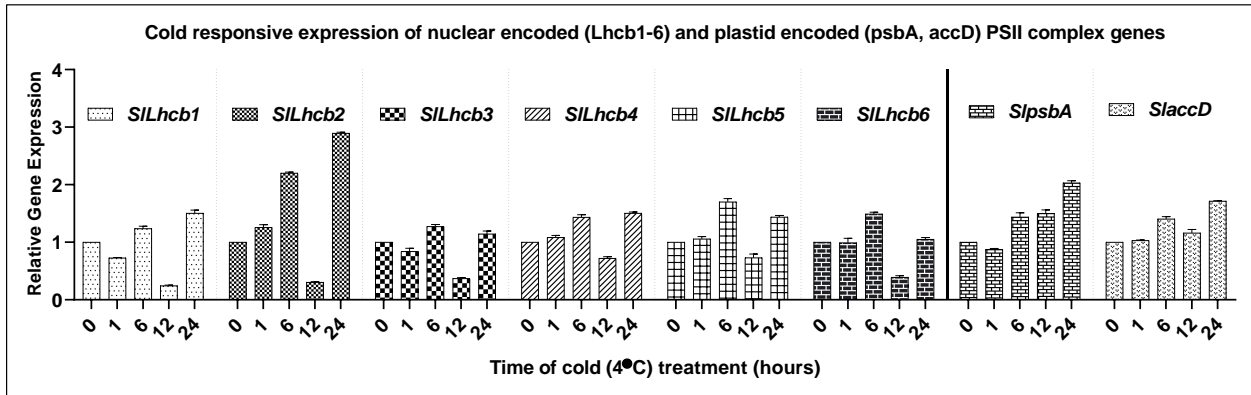 Cold responsive expression of nuclear encoded (Lhcb1-6) and plastid encoded (psbA, accD) PSII complex genes
Relative Gene Expression
4
3
2
1
0
SlLhcb1
SlLhcb2
SlLhcb3
SlLhcb4
SlLhcb5
SlLhcb6
SlpsbA
SlaccD
0 1 6 12 24 0 1 6 12 24 0 1 6 12 24 0 1 6 12 24 0 1 6 12 24 0 1 6 12 24 0 1 6 12 24 0 1 6 12 24
Time of cold (4●C) treatment (hours)